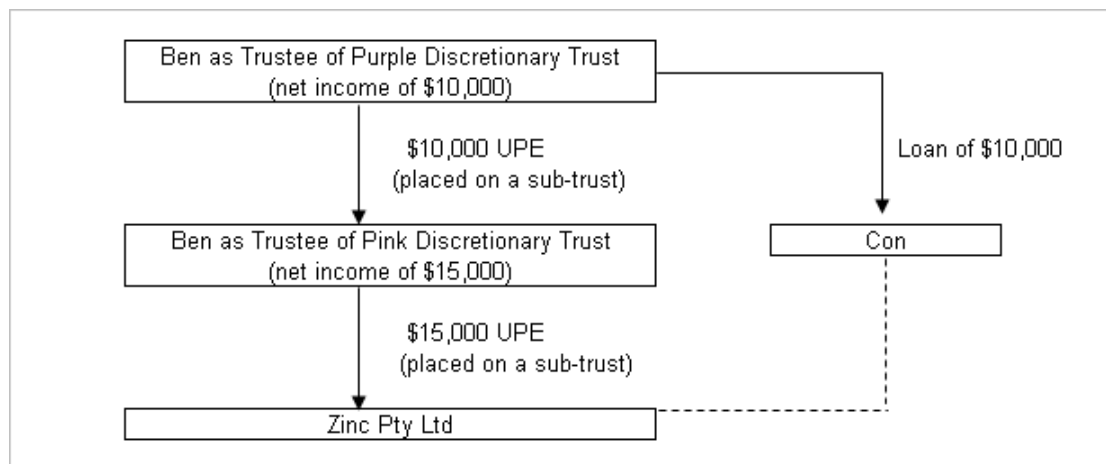 Ben as Trustee of Purple Discretionary Trust
(net income of $10,000)
$10,000 UPE
(placed on a sub-trust)
Loan of $10,000
Ben as Trustee of Pink Discretionary Trust
(net income of $15,000)
Con
$15,000 UPE
(placed on a sub-trust)
Zinc Pty Ltd